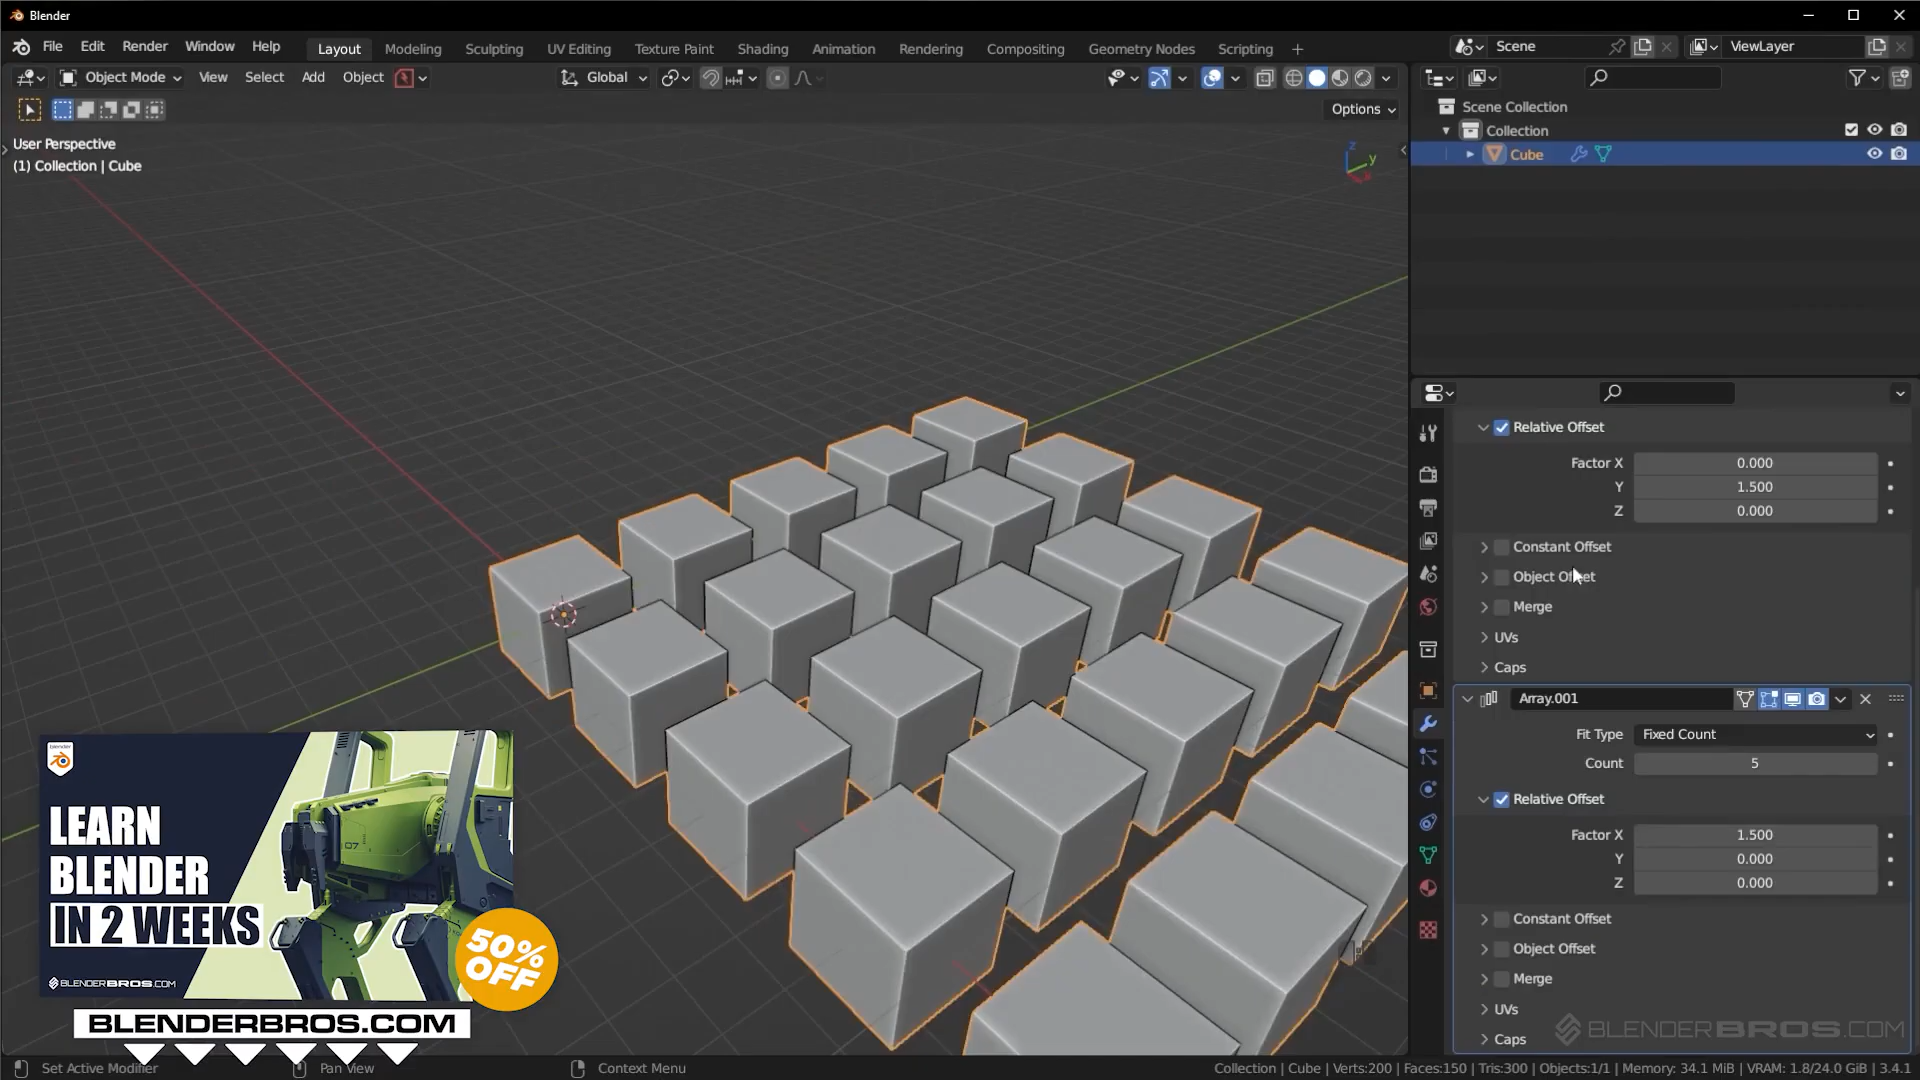 Blender
File Edit Render Window Help Layout Modeling Sculpting UV Editing Texture Paint Shading Animation Rendering Compositing Geometry Nodes Scripting + Scene ViewLayer
Object Mode View Select Add Object Global
Options
User Perspective
(1) Collection | Cube
z
y
Scene Collection
Collection
Cube
Relative Offset
Factor X 0.000
Y 1.500
Z 0.000
Constant Offset
Object Offset
Merge
UVs
Caps
Array.001
Fit Type Fixed Count
Count 5
Relative Offset
Factor X 1.500
Y 0.000
Z 0.000
Constant Offset
Object Offset
Merge
UVs
Caps
blender
LEARN
BLENDER
IN 2 WEEKS
07
BLENDERBROS.COM
50%
OFF
BLENDERBROS.COM
BLENDERBROS.COM
Set Active Modifier Pan View Context Menu Collection | Cube | Verts:200 | Faces:150 | Tris:300 | Objects:1/1 | Memory: 34.1 MiB | VRAM: 1.8/24.0 GiB | 3.4.1